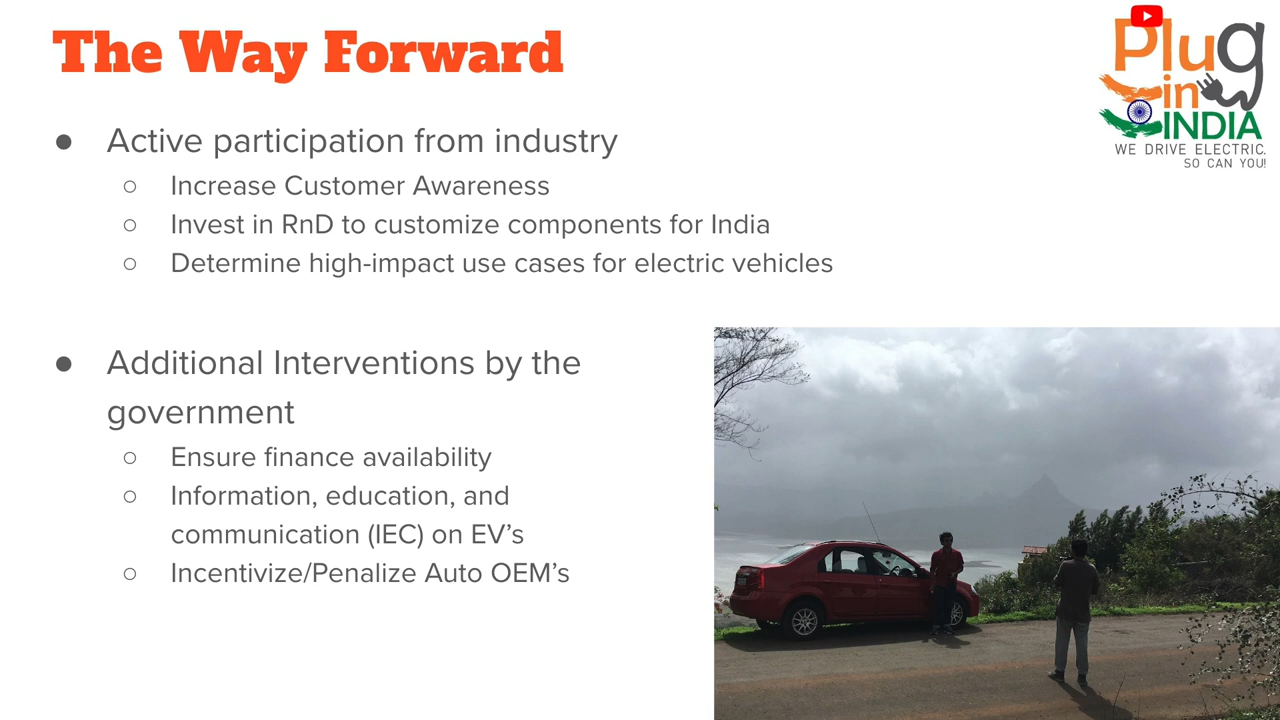 The Way Forward
Plug
in
INDIA
WE DRIVE ELECTRIC.
SO CAN YOU!
● Active participation from industry
○ Increase Customer Awareness
○ Invest in RnD to customize components for India
○ Determine high-impact use cases for electric vehicles
● Additional Interventions by the
government
○ Ensure finance availability
○ Information, education, and
communication (IEC) on EV’s
○ Incentivize/Penalize Auto OEM’s